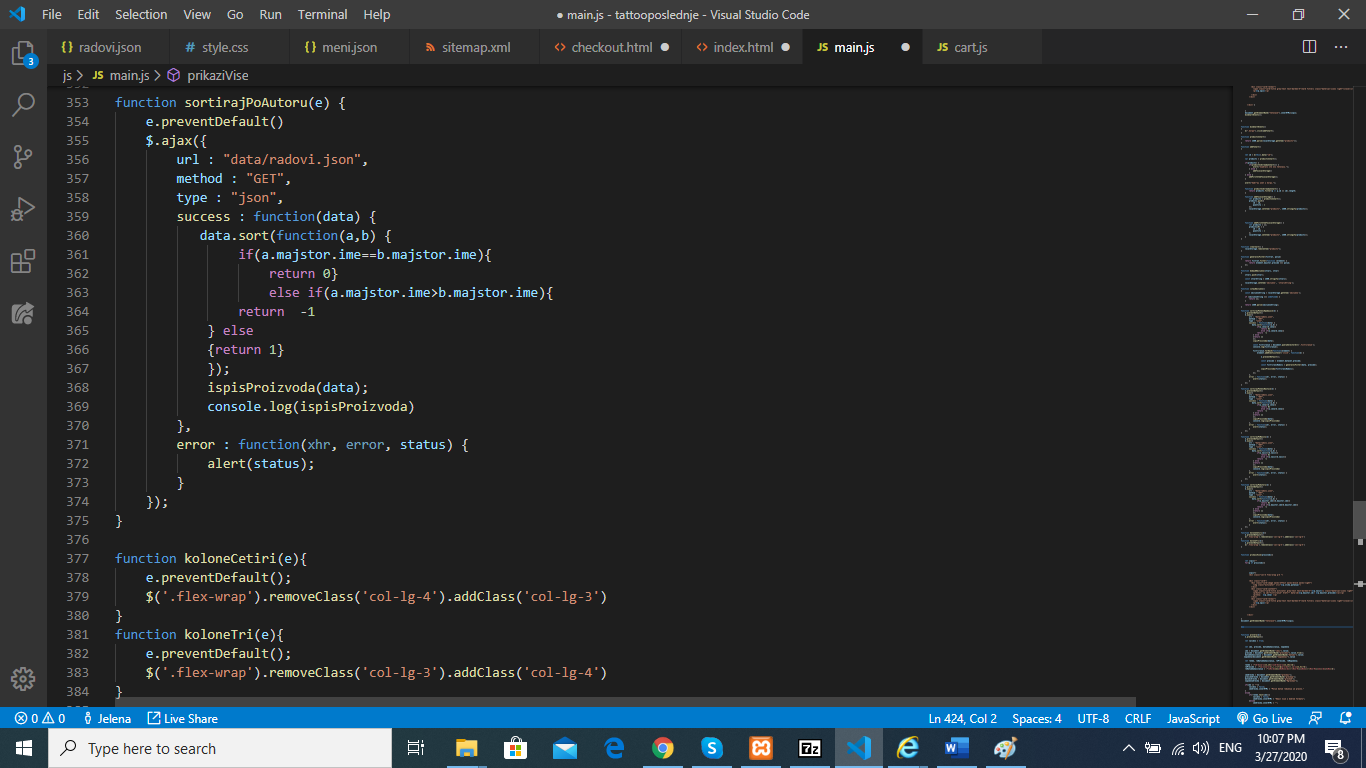 File Edit Selection View Go Run Terminal Help ● main.js - tattooposlednje - Visual Studio Code
{} radovi.json # style.css {} meni.json sitemap.xml <> checkout.html ● <> index.html ● JS main.js ● JS cart.js ···
js > JS main.js > prikaziVise
3
353 function sortirajPoAutoru(e) {
354 e.preventDefault()
355 $.ajax({
356 url : "data/radovi.json",
357 method : "GET",
358 type : "json",
359 success : function(data) {
360 data.sort(function(a,b) {
361 if(a.majstor.ime==b.majstor.ime){
362 return 0}
363 else if(a.majstor.ime>b.majstor.ime){
364 return -1
365 } else
366 {return 1}
367 });
368 ispisProizvoda(data);
369 console.log(ispisProizvoda)
370 },
371 error : function(xhr, error, status) {
372 alert(status);
373 }
374 });
375 }
376
377 function koloneCetiri(e){
378 e.preventDefault();
379 $('.flex-wrap').removeClass('col-lg-4').addClass('col-lg-3')
380 }
381 function koloneTri(e){
382 e.preventDefault();
383 $('.flex-wrap').removeClass('col-lg-3').addClass('col-lg-4')
384 }
0 0 Jelena Live Share Ln 424, Col 2 Spaces: 4 UTF-8 CRLF JavaScript Go Live
Type here to search 7z ENG 10:07 PM
3/27/2020 8